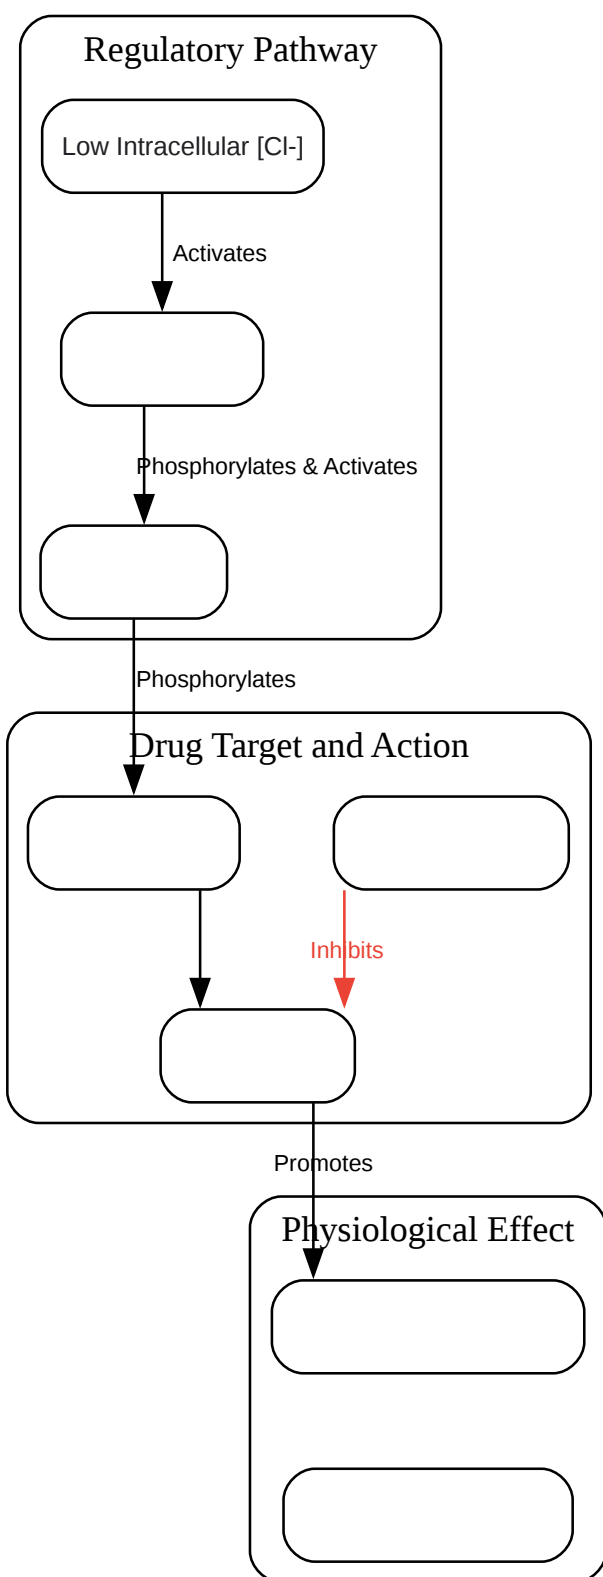 Regulatory Pathway
Low Intracellular [Cl-]
Activates
Phosphorylates & Activates
Phosphorylates
Drug Target and Action
Inhibits
Promotes
Physiological Effect